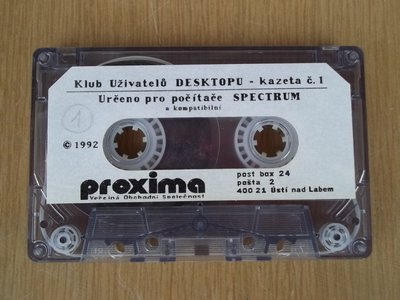 Klub Uživatelů DESKTOPU - kazeta č.1
Určeno pro počítače SPECTRUM
a kompatibilní
1
© 1992
proxima
Veřejná Obchodní Společnost
post box 24
pošta 2
400 21 Ústí nad Labem